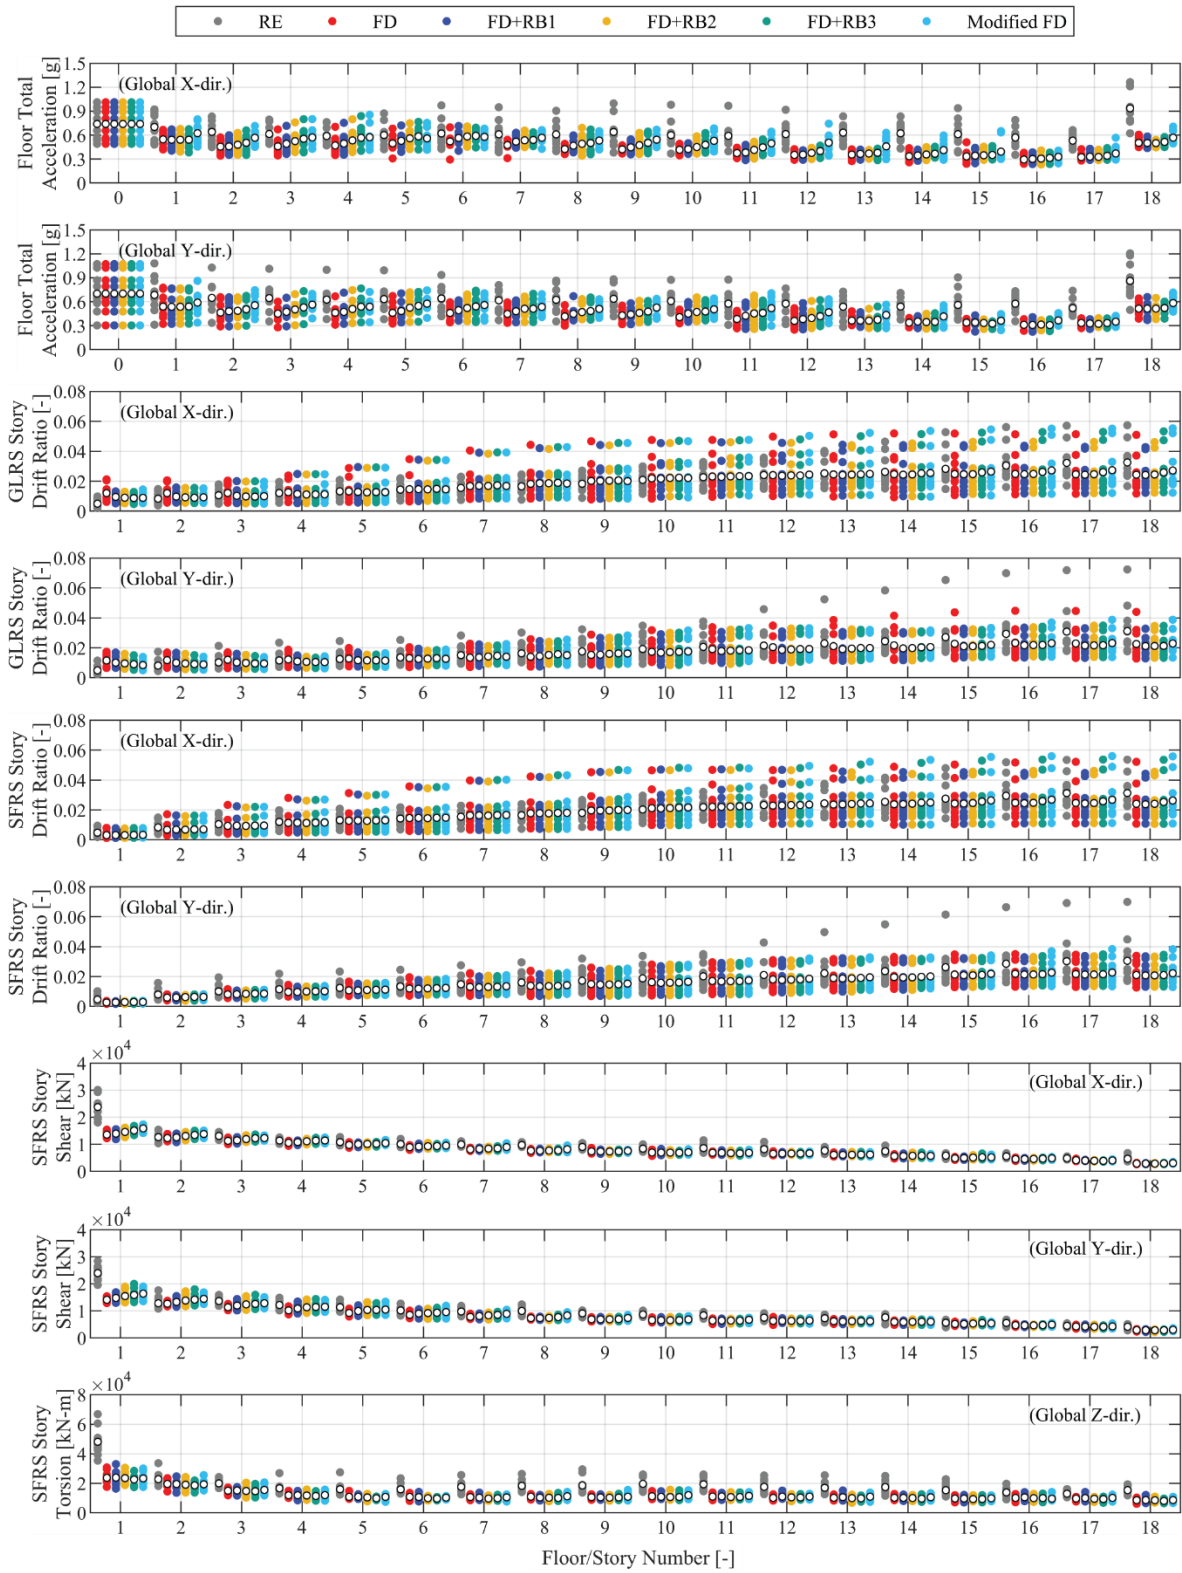 RE FD FD+RB1 FD+RB2 FD+RB3 Modified FD
Floor Total
Acceleration [g]
(Global X-dir.)
1.5
1.2
0.9
0.6
0.3
0
0 1 2 3 4 5 6 7 8 9 10 11 12 13 14 15 16 17 18
Floor Total
Acceleration [g]
(Global Y-dir.)
1.5
1.2
0.9
0.6
0.3
0
0 1 2 3 4 5 6 7 8 9 10 11 12 13 14 15 16 17 18
GLRS Story
Drift Ratio [-]
(Global X-dir.)
0.08
0.06
0.04
0.02
0
1 2 3 4 5 6 7 8 9 10 11 12 13 14 15 16 17 18
GLRS Story
Drift Ratio [-]
(Global Y-dir.)
0.08
0.06
0.04
0.02
0
1 2 3 4 5 6 7 8 9 10 11 12 13 14 15 16 17 18
SFRS Story
Drift Ratio [-]
(Global X-dir.)
0.08
0.06
0.04
0.02
0
1 2 3 4 5 6 7 8 9 10 11 12 13 14 15 16 17 18
SFRS Story
Drift Ratio [-]
(Global Y-dir.)
0.08
0.06
0.04
0.02
0
1 2 3 4 5 6 7 8 9 10 11 12 13 14 15 16 17 18
SFRS Story
Shear [kN]
×10⁴
(Global X-dir.)
4
3
2
1
0
1 2 3 4 5 6 7 8 9 10 11 12 13 14 15 16 17 18
SFRS Story
Shear [kN]
×10⁴
(Global Y-dir.)
4
3
2
1
0
1 2 3 4 5 6 7 8 9 10 11 12 13 14 15 16 17 18
SFRS Story
Torsion [kN-m]
×10⁴
(Global Z-dir.)
8
6
4
2
0
1 2 3 4 5 6 7 8 9 10 11 12 13 14 15 16 17 18
Floor/Story Number [-]